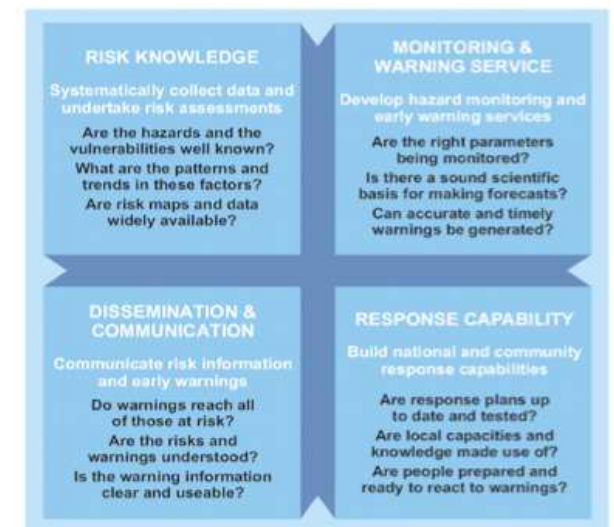 RISK KNOWLEDGE
Systematically collect data and
undertake risk assessments
Are the hazards and the
vulnerabilities well known?
What are the patterns and
trends in these factors?
Are risk maps and data
widely available?
MONITORING &
WARNING SERVICE
Develop hazard monitoring and
early warning services
Are the right parameters
being monitored?
Is there a sound scientific
basis for making forecasts?
Can accurate and timely
warnings be generated?
DISSEMINATION &
COMMUNICATION
Communicate risk information
and early warnings
Do warnings reach all
of those at risk?
Are the risks and
warnings understood?
Is the warning information
clear and useable?
RESPONSE CAPABILITY
Build national and community
response capabilities
Are response plans up
to date and tested?
Are local capacities and
knowledge made use of?
Are people prepared and
ready to react to warnings?